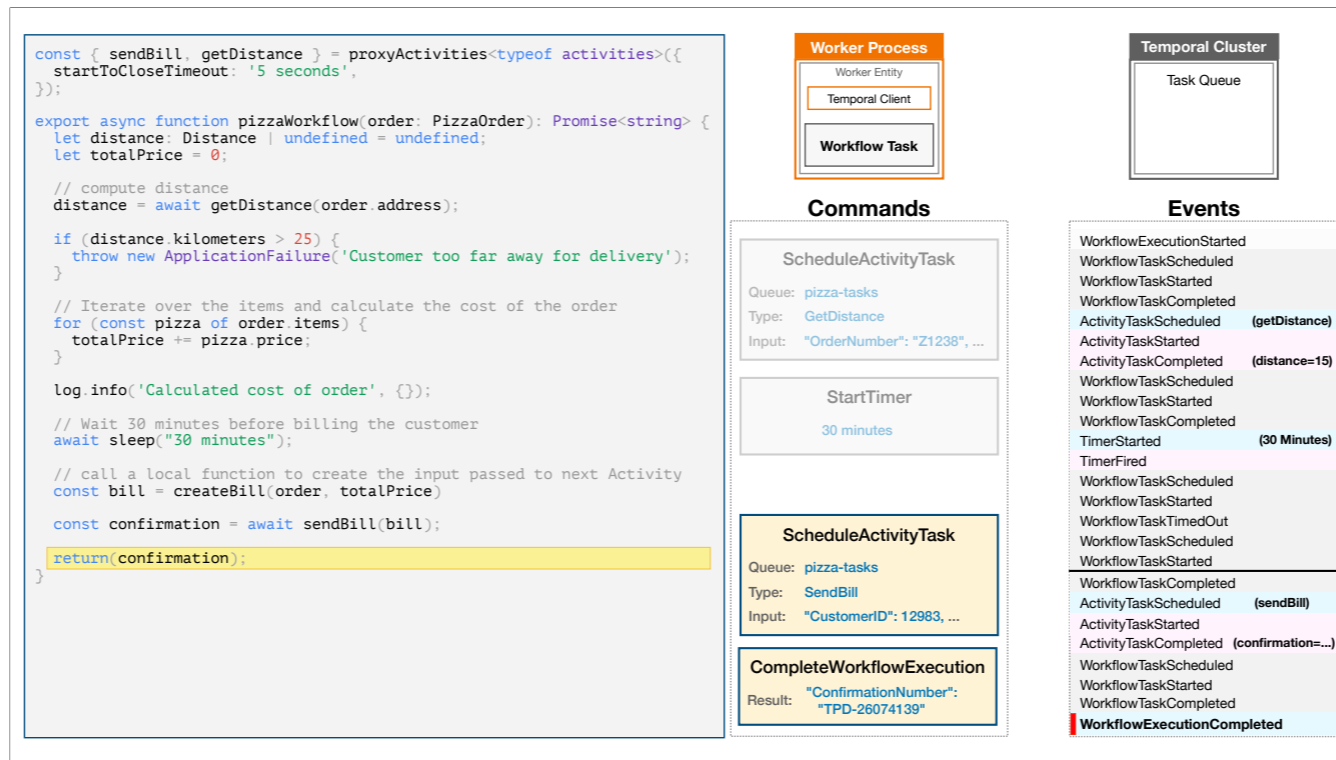 const { sendBill, getDistance } = proxyActivities<typeof activities>({
  startToCloseTimeout: '5 seconds',
});
export async function pizzaWorkflow(order: PizzaOrder): Promise<string> {
  let distance: Distance | undefined = undefined;
  let totalPrice = 0;
  // compute distance
  distance = await getDistance(order.address);
  if (distance.kilometers > 25) {
    throw new ApplicationFailure('Customer too far away for delivery');
  }
  // Iterate over the items and calculate the cost of the order
  for (const pizza of order.items) {
    totalPrice += pizza.price;
  }
  log.info('Calculated cost of order', {});
  // Wait 30 minutes before billing the customer
  await sleep("30 minutes");
  // call a local function to create the input passed to next Activity
  const bill = createBill(order, totalPrice)
  const confirmation = await sendBill(bill);
  return(confirmation);
}
Worker Process
Worker Entity
Temporal Client
Workflow Task
Commands
ScheduleActivityTask
Queue: pizza-tasks
Type: GetDistance
Input: "OrderNumber": "Z1238", ...
StartTimer
30 minutes
ScheduleActivityTask
Queue: pizza-tasks
Type: SendBill
Input: "CustomerID": 12983, ...
CompleteWorkflowExecution
Result: "ConfirmationNumber":
"TPD-26074139"
Temporal Cluster
Task Queue
Events
WorkflowExecutionStarted
WorkflowTaskScheduled
WorkflowTaskStarted
WorkflowTaskCompleted
ActivityTaskScheduled (getDistance)
ActivityTaskStarted
ActivityTaskCompleted (distance=15)
WorkflowTaskScheduled
WorkflowTaskStarted
WorkflowTaskCompleted
TimerStarted (30 Minutes)
TimerFired
WorkflowTaskScheduled
WorkflowTaskStarted
WorkflowTaskTimedOut
WorkflowTaskScheduled
WorkflowTaskStarted
WorkflowTaskCompleted
ActivityTaskScheduled (sendBill)
ActivityTaskStarted
ActivityTaskCompleted (confirmation=...)
WorkflowTaskScheduled
WorkflowTaskStarted
WorkflowTaskCompleted
WorkflowExecutionCompleted